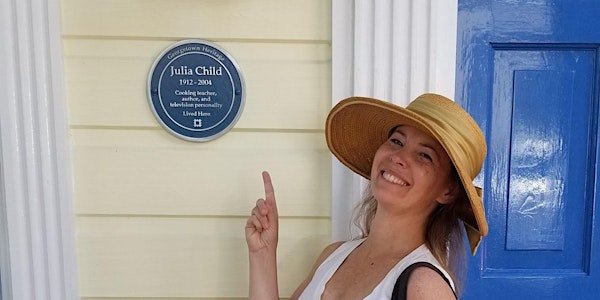 Georgetown Heritage
Julia Child
1912 - 2004
Cooking teacher,
author, and
television personality
Lived Here